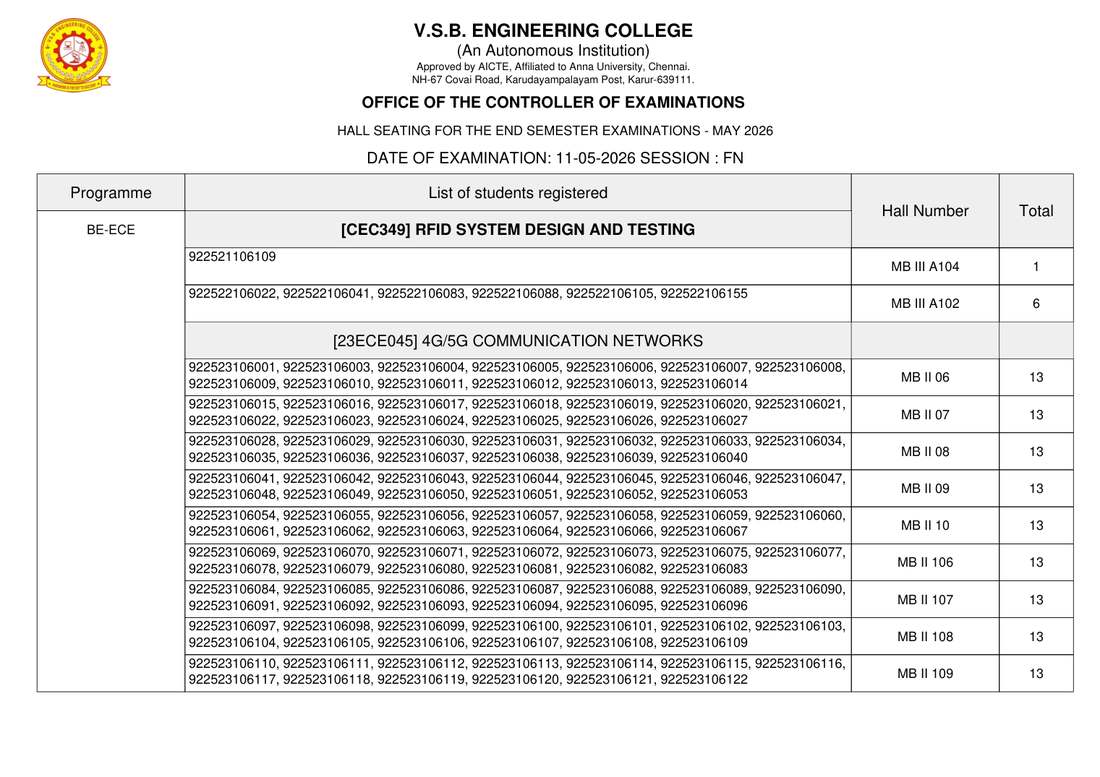 V.S.B. ENGINEERING COLLEGE
(An Autonomous Institution)
Approved by AICTE, Affiliated to Anna University, Chennai.
NH-67 Covai Road, Karudayampalayam Post, Karur-639111.
OFFICE OF THE CONTROLLER OF EXAMINATIONS
HALL SEATING FOR THE END SEMESTER EXAMINATIONS - MAY 2026
DATE OF EXAMINATION: 11-05-2026 SESSION : FN
Programme List of students registered Hall Number Total
BE-ECE [CEC349] RFID SYSTEM DESIGN AND TESTING
922521106109 MB III A104 1
922522106022, 922522106041, 922522106083, 922522106088, 922522106105, 922522106155 MB III A102 6
[23ECE045] 4G/5G COMMUNICATION NETWORKS
922523106001, 922523106003, 922523106004, 922523106005, 922523106006, 922523106007, 922523106008,
922523106009, 922523106010, 922523106011, 922523106012, 922523106013, 922523106014 MB II 06 13
922523106015, 922523106016, 922523106017, 922523106018, 922523106019, 922523106020, 922523106021,
922523106022, 922523106023, 922523106024, 922523106025, 922523106026, 922523106027 MB II 07 13
922523106028, 922523106029, 922523106030, 922523106031, 922523106032, 922523106033, 922523106034,
922523106035, 922523106036, 922523106037, 922523106038, 922523106039, 922523106040 MB II 08 13
922523106041, 922523106042, 922523106043, 922523106044, 922523106045, 922523106046, 922523106047,
922523106048, 922523106049, 922523106050, 922523106051, 922523106052, 922523106053 MB II 09 13
922523106054, 922523106055, 922523106056, 922523106057, 922523106058, 922523106059, 922523106060,
922523106061, 922523106062, 922523106063, 922523106064, 922523106066, 922523106067 MB II 10 13
922523106069, 922523106070, 922523106071, 922523106072, 922523106073, 922523106075, 922523106077,
922523106078, 922523106079, 922523106080, 922523106081, 922523106082, 922523106083 MB II 106 13
922523106084, 922523106085, 922523106086, 922523106087, 922523106088, 922523106089, 922523106090,
922523106091, 922523106092, 922523106093, 922523106094, 922523106095, 922523106096 MB II 107 13
922523106097, 922523106098, 922523106099, 922523106100, 922523106101, 922523106102, 922523106103,
922523106104, 922523106105, 922523106106, 922523106107, 922523106108, 922523106109 MB II 108 13
922523106110, 922523106111, 922523106112, 922523106113, 922523106114, 922523106115, 922523106116,
922523106117, 922523106118, 922523106119, 922523106120, 922523106121, 922523106122 MB II 109 13